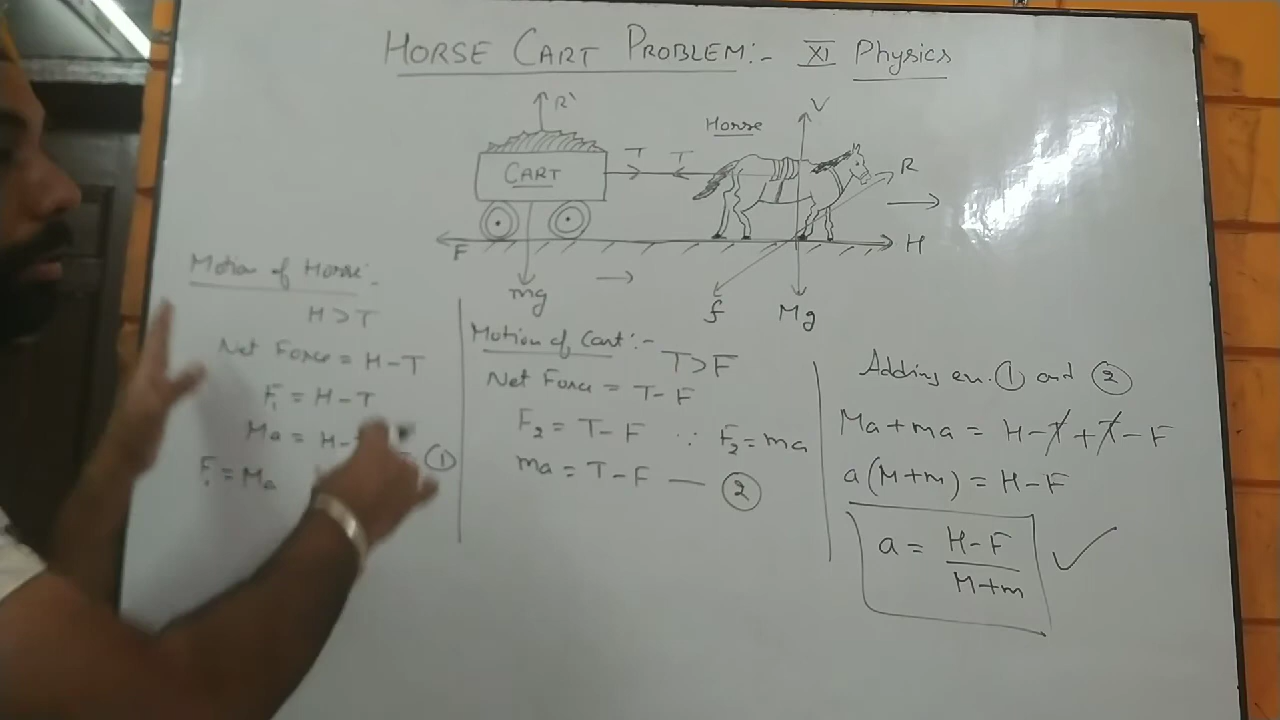 HORSE CART PROBLEM:- XI Physics
R'
V
Horse
T T
CART
R
F
H
mg
f
Mg
Motion of Horse:-
H > T
Net Force = H - T
F₁ = H - T
Ma = H -
— ①
F₁ = Ma
Motion of Cart:-
T > F
Net Force = T - F
F₂ = T - F ∵ F₂ = ma
ma = T - F — ②
Adding en. ① and ②
Ma + ma = H - T + T - F
a(M+m) = H - F
a = H - F / M + m ✓